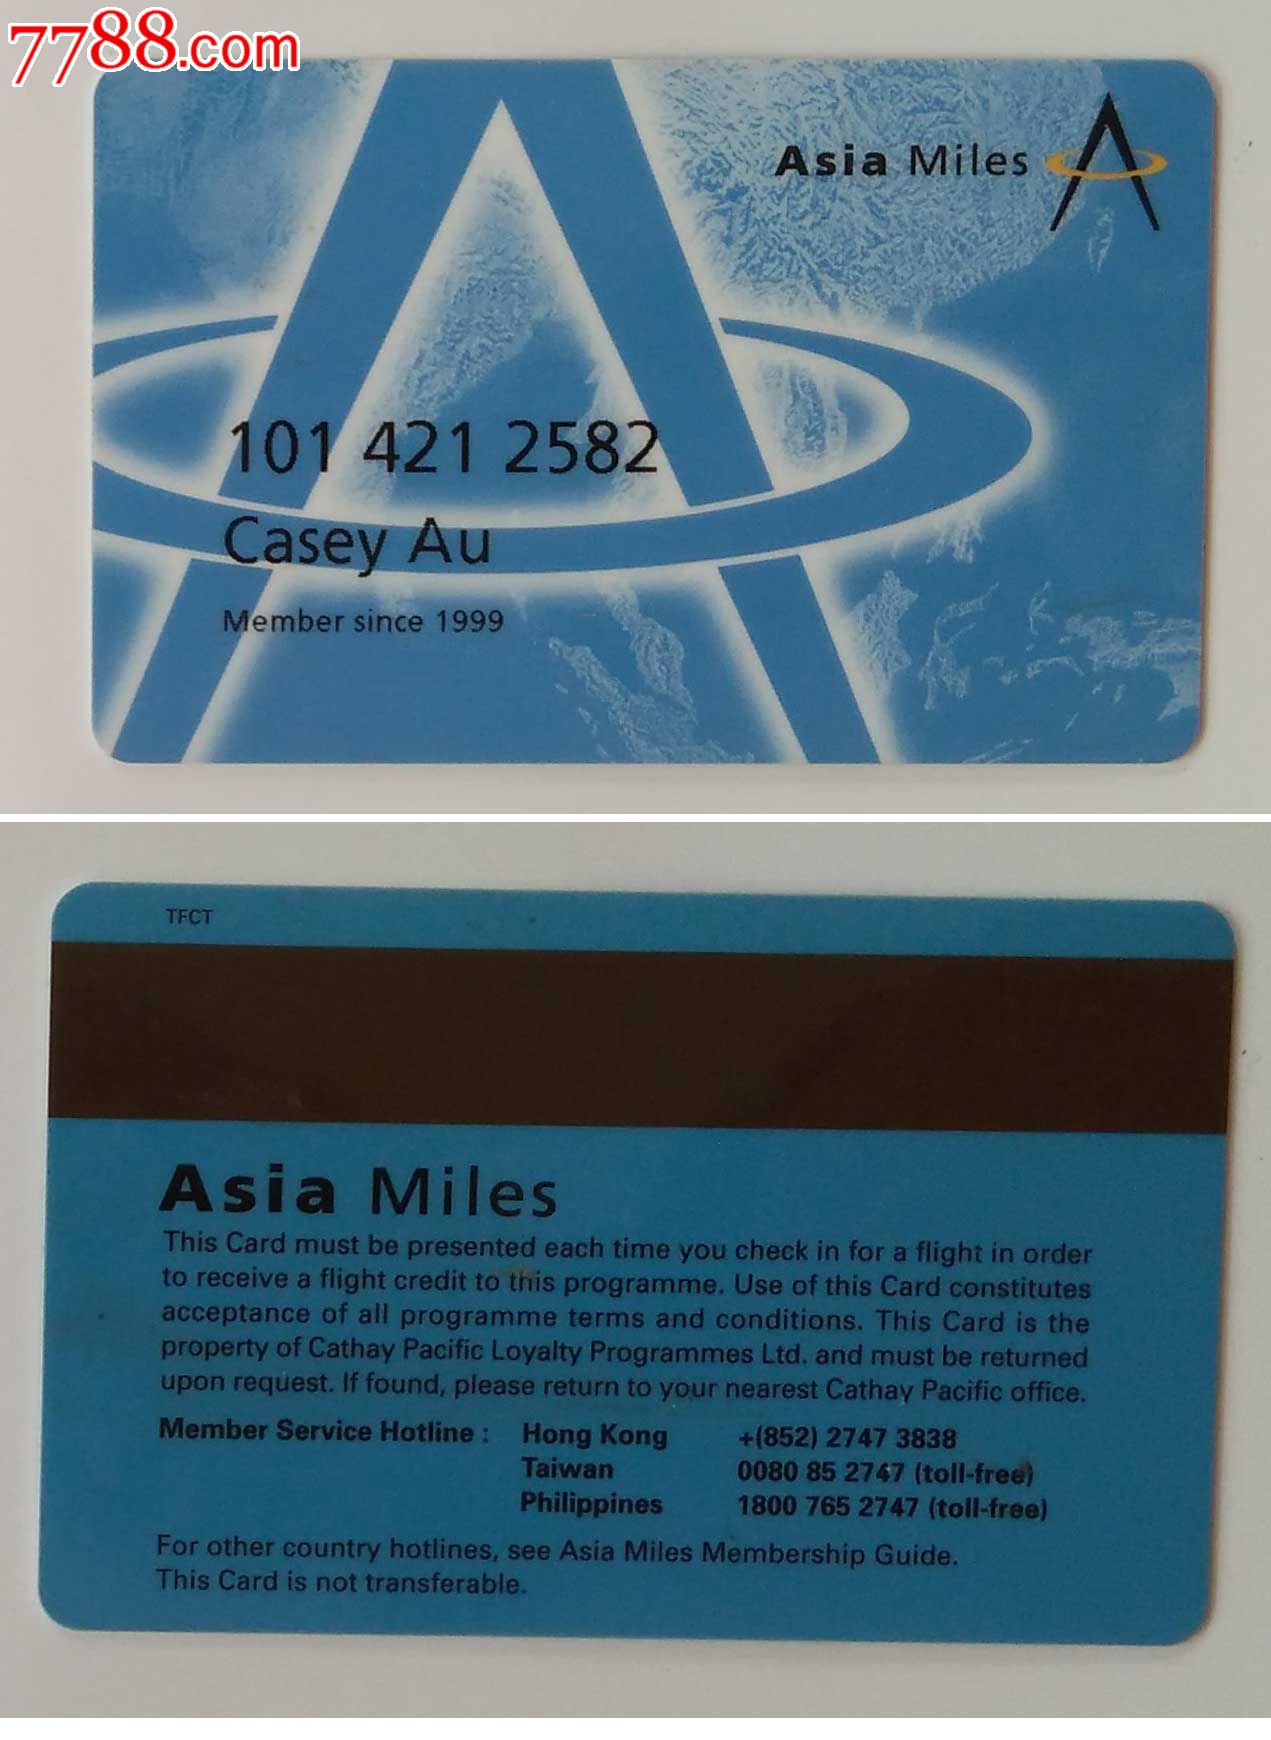 7788.com
Asia Miles
101 421 2582
Casey Au
Member since 1999
TFCT
Asia Miles
This Card must be presented each time you check in for a flight in order
to receive a flight credit to this programme. Use of this Card constitutes
acceptance of all programme terms and conditions. This Card is the
property of Cathay Pacific Loyalty Programmes Ltd. and must be returned
upon request. If found, please return to your nearest Cathay Pacific office.
Member Service Hotline : Hong Kong +(852) 2747 3838
Taiwan 0080 85 2747 (toll-free)
Philippines 1800 765 2747 (toll-free)
For other country hotlines, see Asia Miles Membership Guide.
This Card is not transferable.